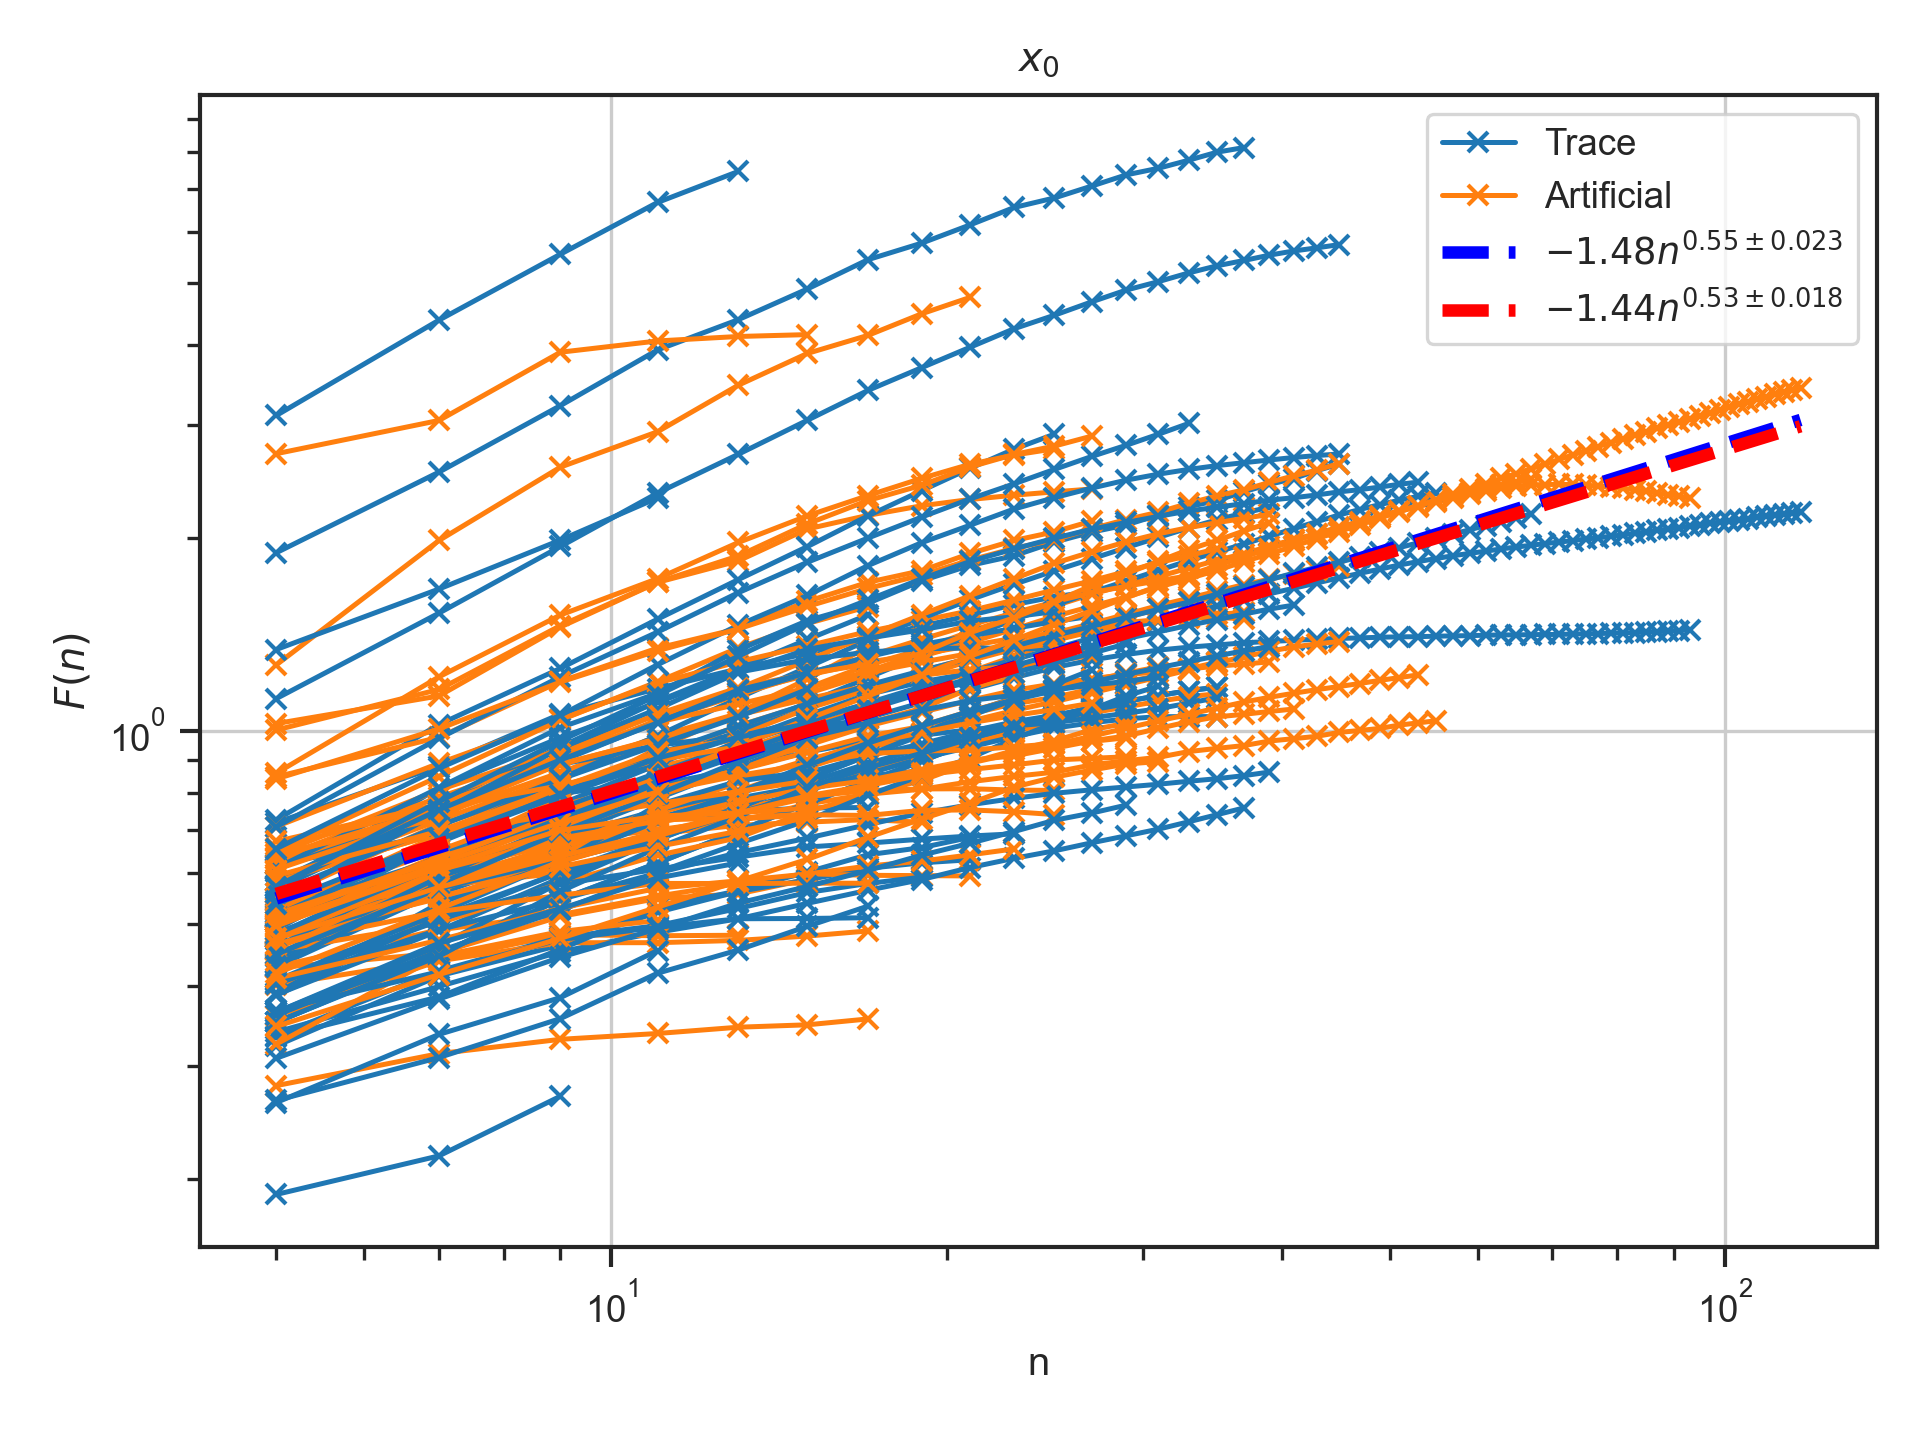 x₀
Trace
Artificial
−1.48n^0.55±0.023
−1.44n^0.53±0.018
F(n)
10⁰
10¹ 10²
n